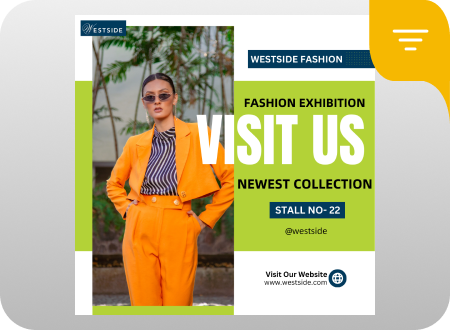 WESTSIDE
WESTSIDE FASHION
FASHION EXHIBITION
VISIT US
NEWEST COLLECTION
STALL NO- 22
@westside
Visit Our Website
www.westside.com